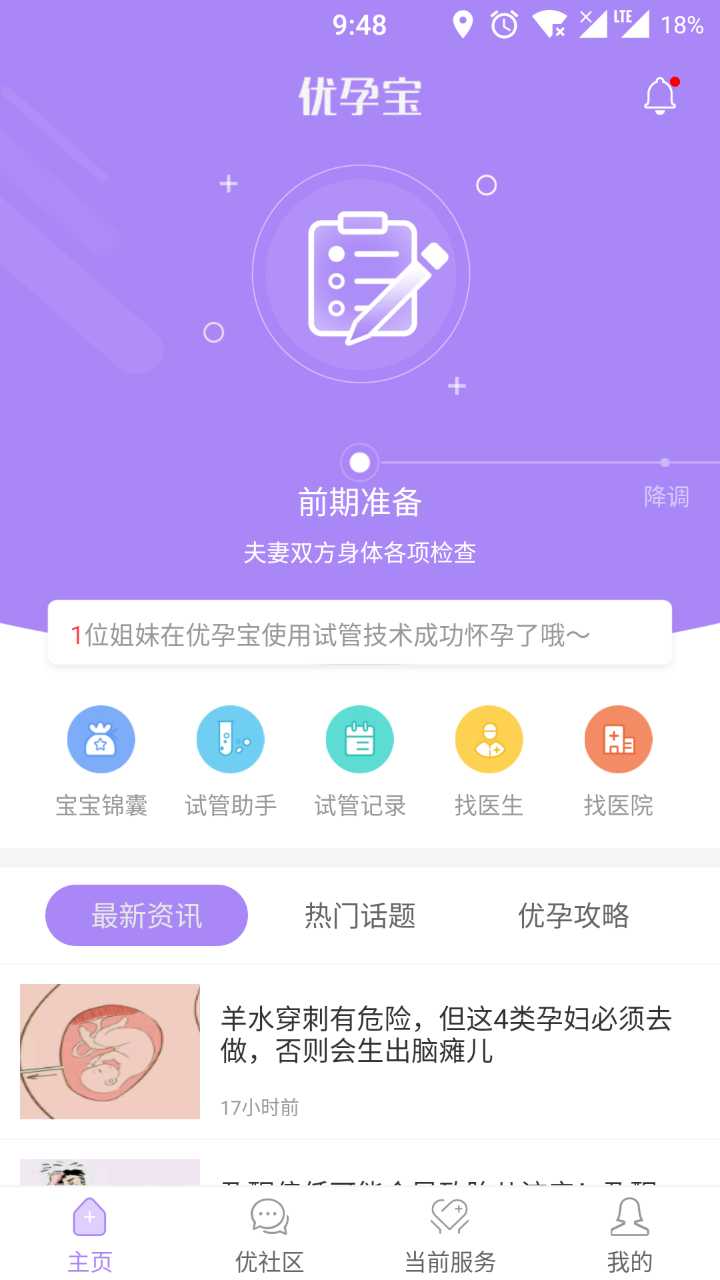 9:48
LTE
18%
优孕宝
前期准备
降调
夫妻双方身体各项检查
1位姐妹在优孕宝使用试管技术成功怀孕了哦～
宝宝锦囊
试管助手
试管记录
找医生
找医院
最新资讯
热门话题
优孕攻略
羊水穿刺有危险，但这4类孕妇必须去
做，否则会生出脑瘫儿
17小时前
主页
优社区
当前服务
我的